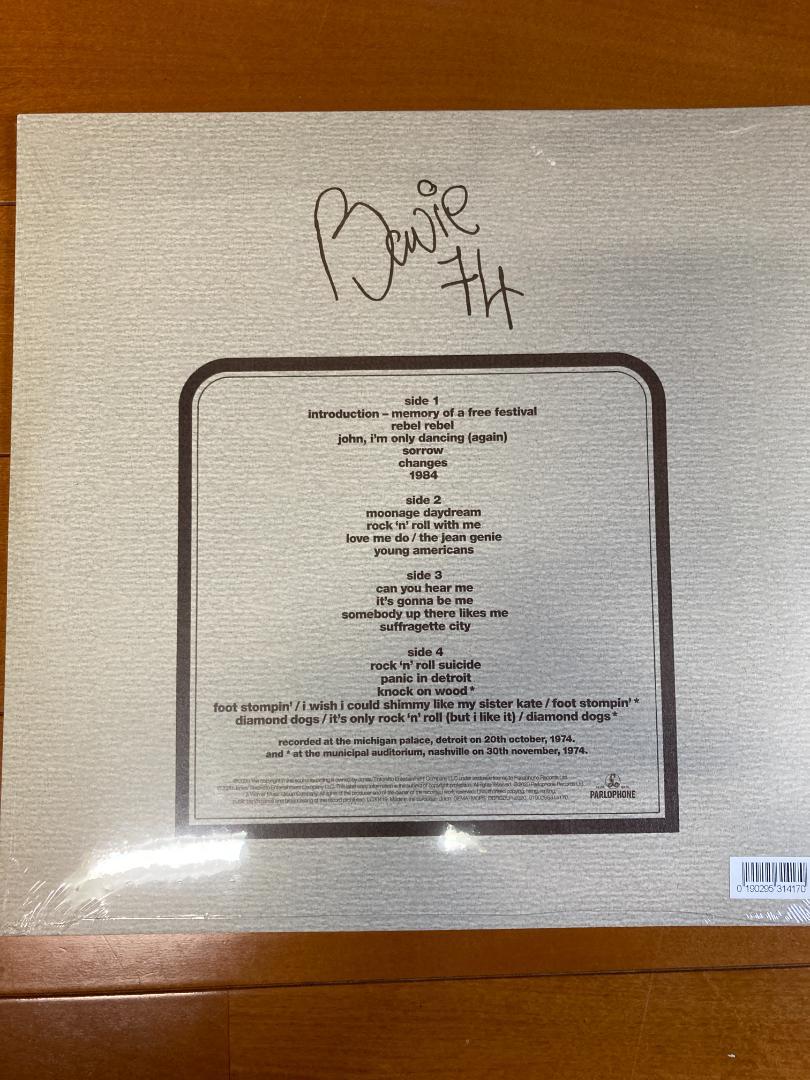 Bowie
74
side 1
introduction – memory of a free festival
rebel rebel
john, i'm only dancing (again)
sorrow
changes
1984
side 2
moonage daydream
rock 'n' roll with me
love me do / the jean genie
young americans
side 3
can you hear me
it's gonna be me
somebody up there likes me
suffragette city
side 4
rock 'n' roll suicide
panic in detroit
knock on wood *
foot stompin' / i wish i could shimmy like my sister kate / foot stompin' *
diamond dogs / it's only rock 'n' roll (but i like it) / diamond dogs *
recorded at the michigan palace, detroit on 20th october, 1974.
and * at the municipal auditorium, nashville on 30th november, 1974.
PARLOPHONE
0 190295 314170